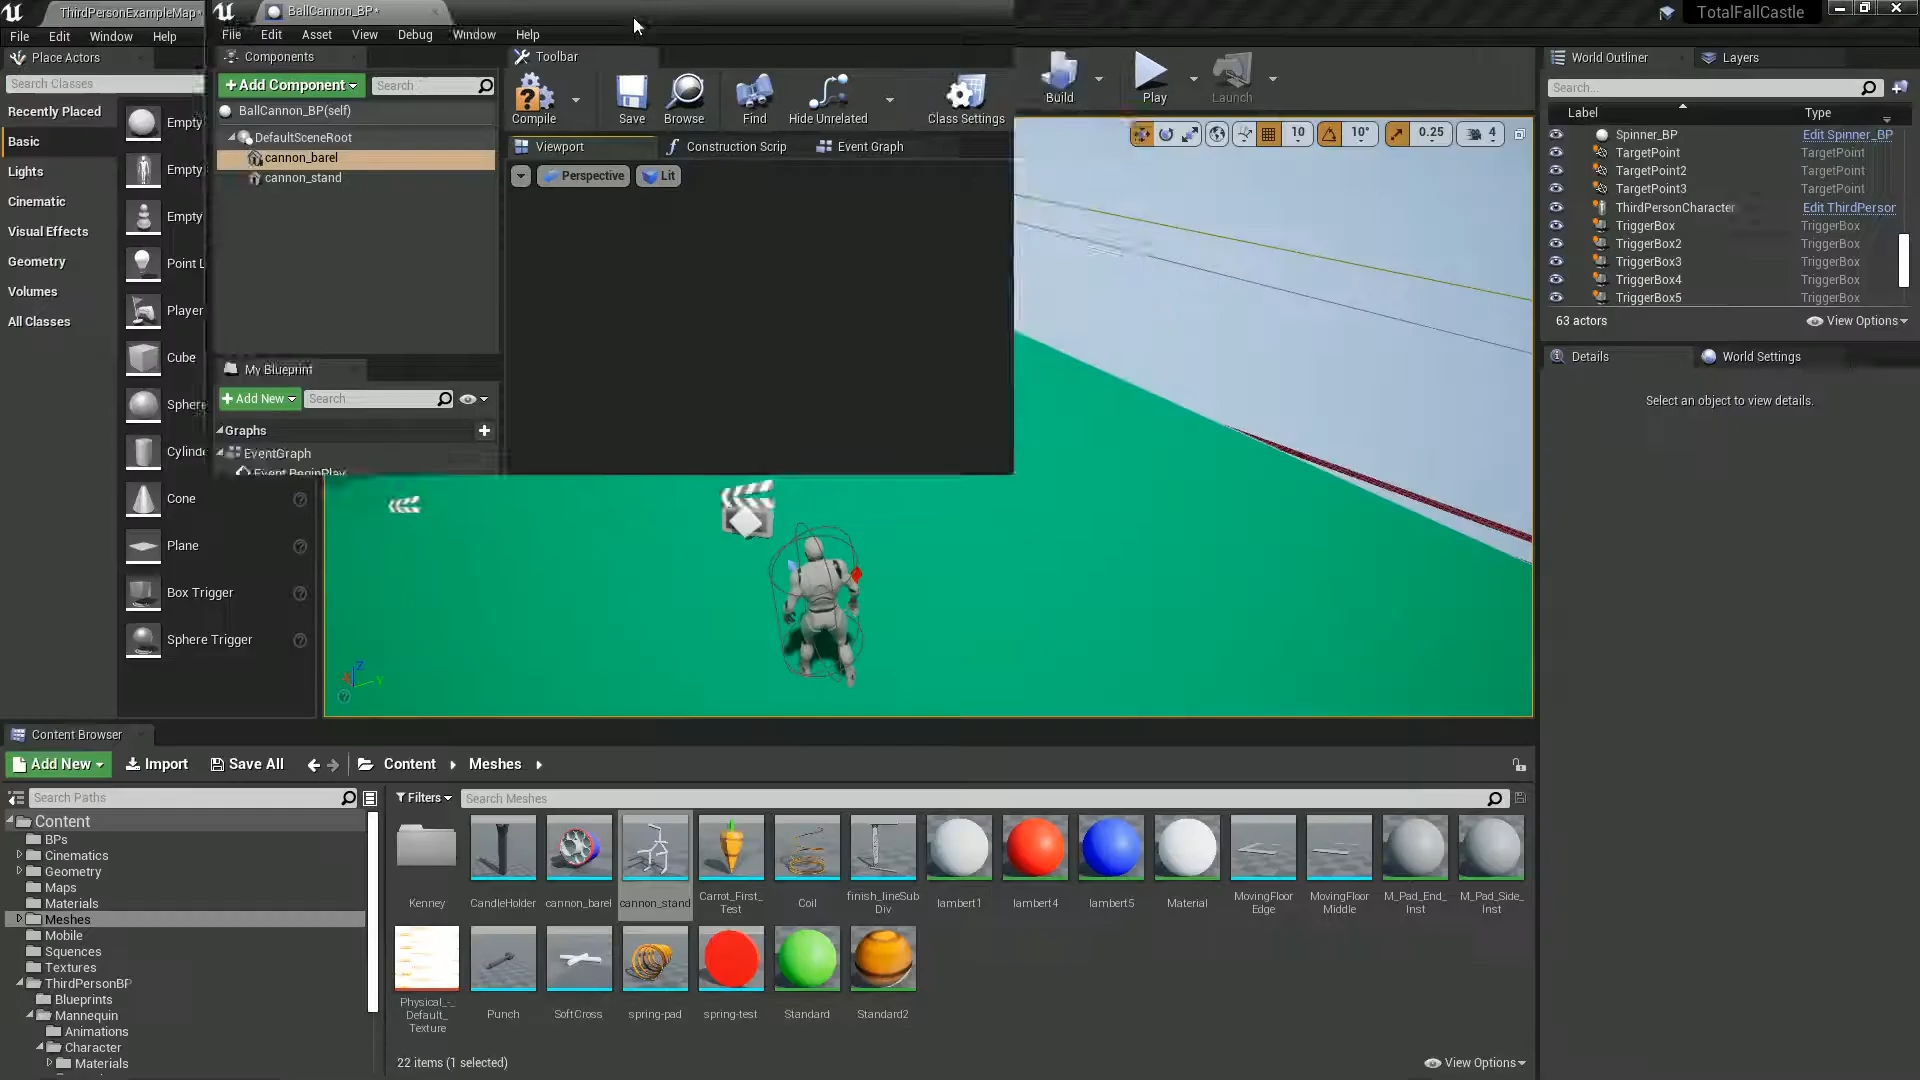 ThirdPersonExampleMap*
BallCannon_BP*
TotalFallCastle
File Edit Window Help
File Edit Asset View Debug Window Help
Place Actors
Components
Toolbar
World Outliner
Layers
Search Classes
+Add Component
Search
Compile
Save
Browse
Find
Hide Unrelated
Class Settings
Build
Play
Launch
Search...
Recently Placed
Basic
Lights
Cinematic
Visual Effects
Geometry
Volumes
All Classes
Empty
Empty
Empty
Point L
Player
Cube
Sphere
Cylinde
Cone
Plane
Box Trigger
Sphere Trigger
BallCannon_BP(self)
DefaultSceneRoot
cannon_barel
cannon_stand
Viewport
Construction Scrip
Event Graph
Perspective
Lit
My Blueprint
+Add New
Search
Graphs
EventGraph
Event BeginPlay
10
10°
0.25
4
Label Type
Spinner_BP Edit Spinner_BP
TargetPoint TargetPoint
TargetPoint2 TargetPoint
TargetPoint3 TargetPoint
ThirdPersonCharacter Edit ThirdPerson
TriggerBox TriggerBox
TriggerBox2 TriggerBox
TriggerBox3 TriggerBox
TriggerBox4 TriggerBox
TriggerBox5 TriggerBox
63 actors
View Options
Details
World Settings
Select an object to view details.
Z
X
Y
Content Browser
Add New
Import
Save All
Content
Meshes
Search Paths
Filters
Search Meshes
Content
BPs
Cinematics
Geometry
Maps
Materials
Meshes
Mobile
Squences
Textures
ThirdPersonBP
Blueprints
Mannequin
Animations
Character
Materials
Kenney
CandleHolder
cannon_barel
cannon_stand
Carrot_First_
Test
Coil
finish_lineSub
Div
lambert1
lambert4
lambert5
Material
MovingFloor
Edge
MovingFloor
Middle
M_Pad_End_
Inst
M_Pad_Side_
Inst
Physical_-_
Default_
Texture
Punch
SoftCross
spring-pad
spring-test
Standard
Standard2
22 items (1 selected)
View Options